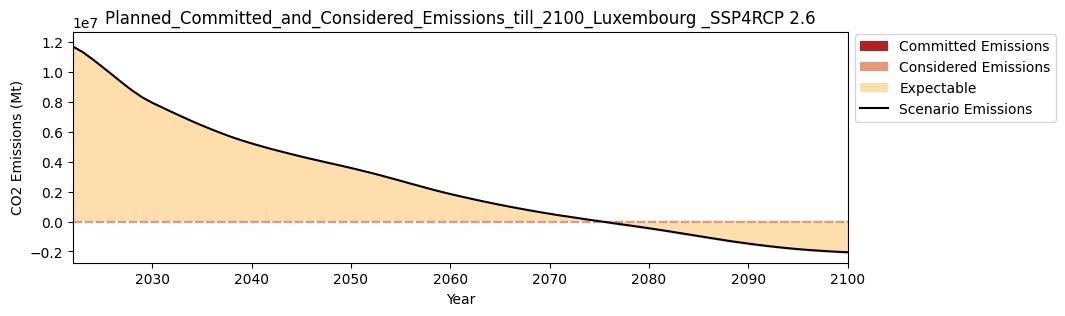 Planned_Committed_and_Considered_Emissions_till_2100_Luxembourg _SSP4RCP 2.6
1e7
1.2
1.0
0.8
0.6
0.4
0.2
0.0
−0.2
CO2 Emissions (Mt)
2030 2040 2050 2060 2070 2080 2090 2100
Year
Committed Emissions
Considered Emissions
Expectable
Scenario Emissions